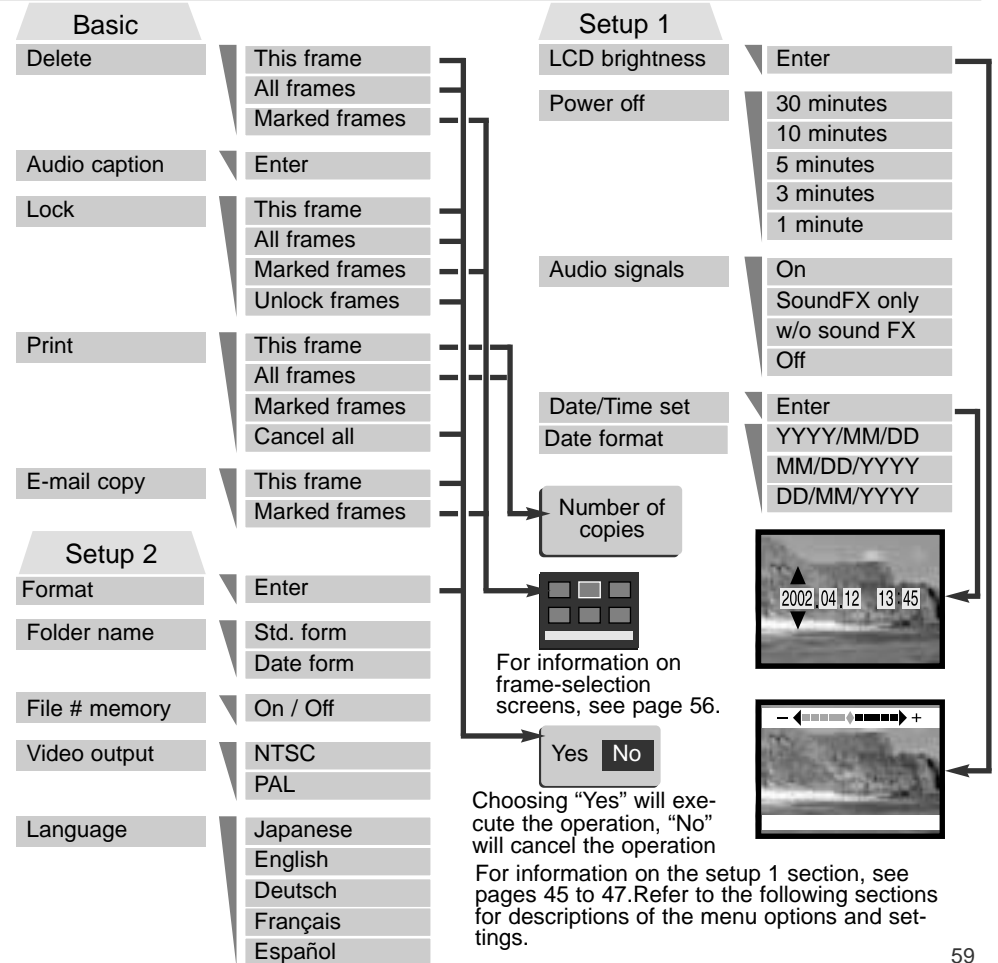 Basic
Delete
This frame
All frames
Marked frames
Audio caption
Enter
Lock
This frame
All frames
Marked frames
Unlock frames
Print
This frame
All frames
Marked frames
Cancel all
E-mail copy
This frame
Marked frames
Setup 2
Format
Enter
Folder name
Std. form
Date form
File # memory
On / Off
Video output
NTSC
PAL
Language
Japanese
English
Deutsch
Français
Español
Setup 1
LCD brightness
Enter
Power off
30 minutes
10 minutes
5 minutes
3 minutes
1 minute
Audio signals
On
SoundFX only
w/o sound FX
Off
Date/Time set
Enter
Date format
YYYY/MM/DD
MM/DD/YYYY
DD/MM/YYYY
Number of
copies
2002.04.12 13:45
For information on
frame-selection
screens, see page 56.
– +
Yes No
Choosing “Yes” will exe-
cute the operation, “No”
will cancel the operation
For information on the setup 1 section, see
pages 45 to 47.Refer to the following sections
for descriptions of the menu options and set-
tings.
59